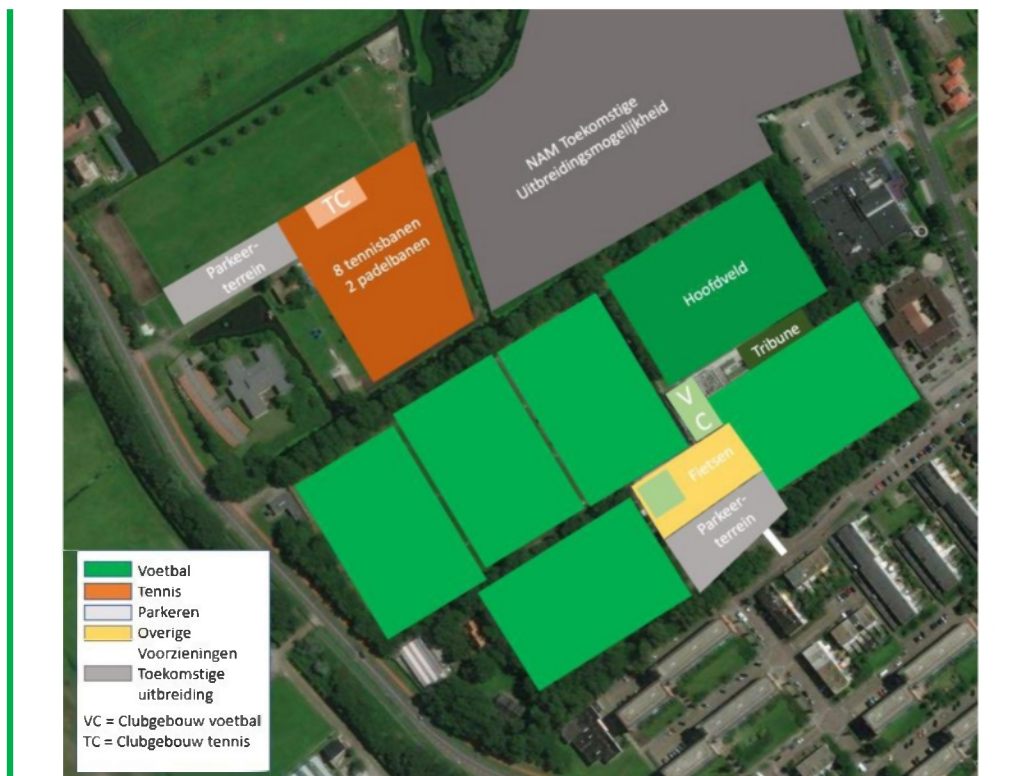 NAM Toekomstige
Uitbreidingsmogelijkheid
TC
8 tennisbanen
2 padelbanen
Parkeer-
terrein
Hoofdveld
Tribune
V
C
Fietsen
Parkeer-
terrein
Voetbal
Tennis
Parkeren
Overige
Voorzieningen
Toekomstige
uitbreiding
VC = Clubgebouw voetbal
TC = Clubgebouw tennis